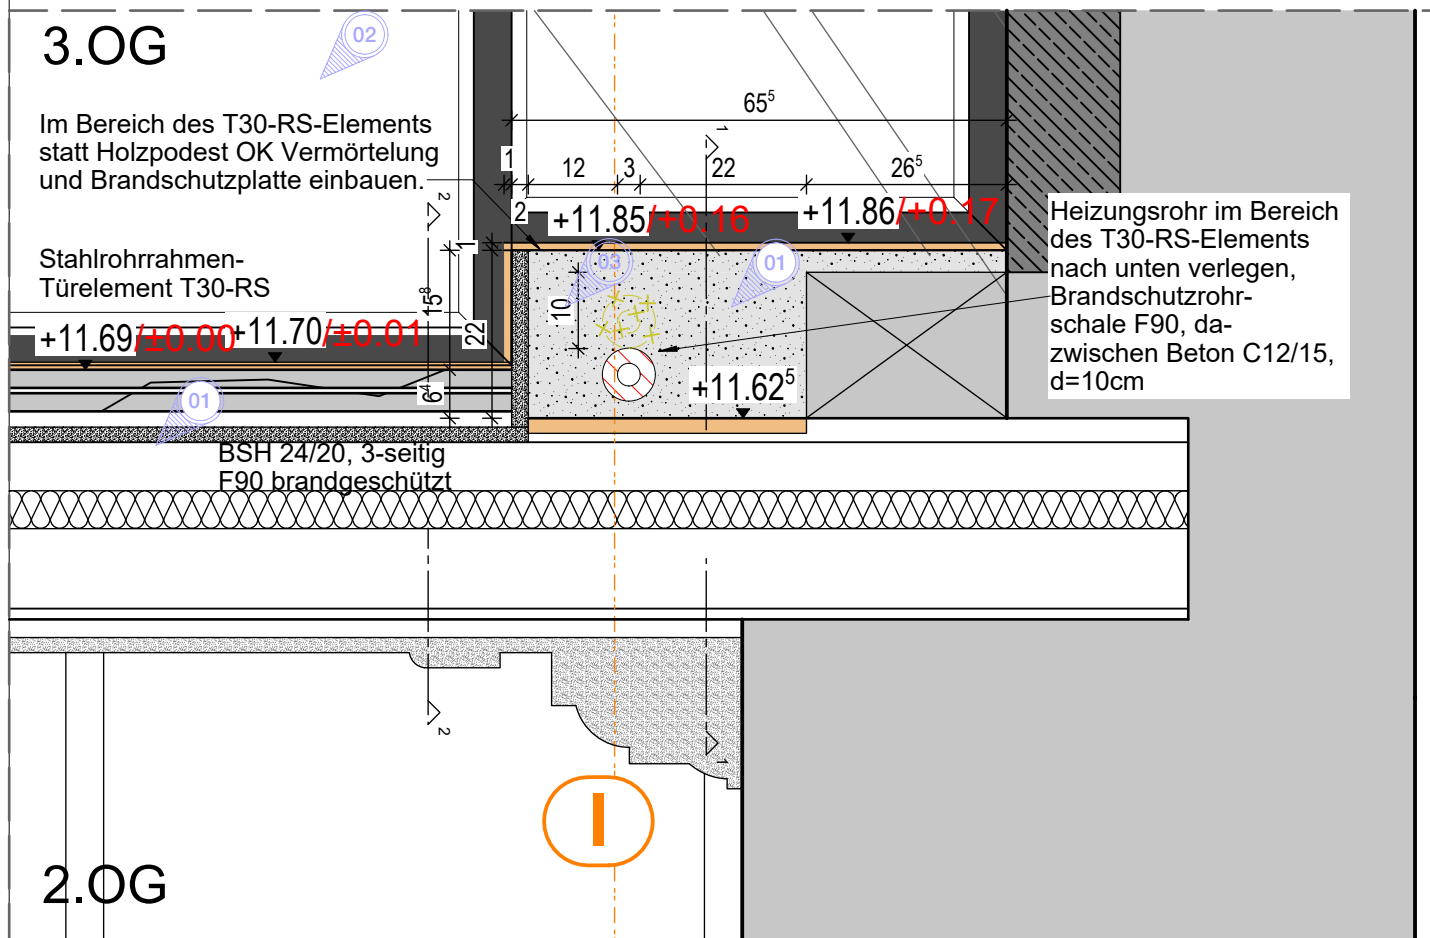 3.OG
02
Im Bereich des T30-RS-Elements
statt Holzpodest OK Vermörtelung
und Brandschutzplatte einbauen.
65⁵
1
1
12
3
22
26⁵
2
2
+11.85/+0.16
+11.86/+0.17
Heizungsrohr im Bereich
des T30-RS-Elements
nach unten verlegen,
Brandschutzrohr-
schale F90, da-
zwischen Beton C12/15,
d=10cm
Stahlrohrrahmen-
Türelement T30-RS
1
15⁸
22
6⁴
10
03
01
+11.69/±0.00
+11.70/±0.01
+11.62⁵
01
BSH 24/20, 3-seitig
F90 brandgeschützt
2
1
I
2.OG